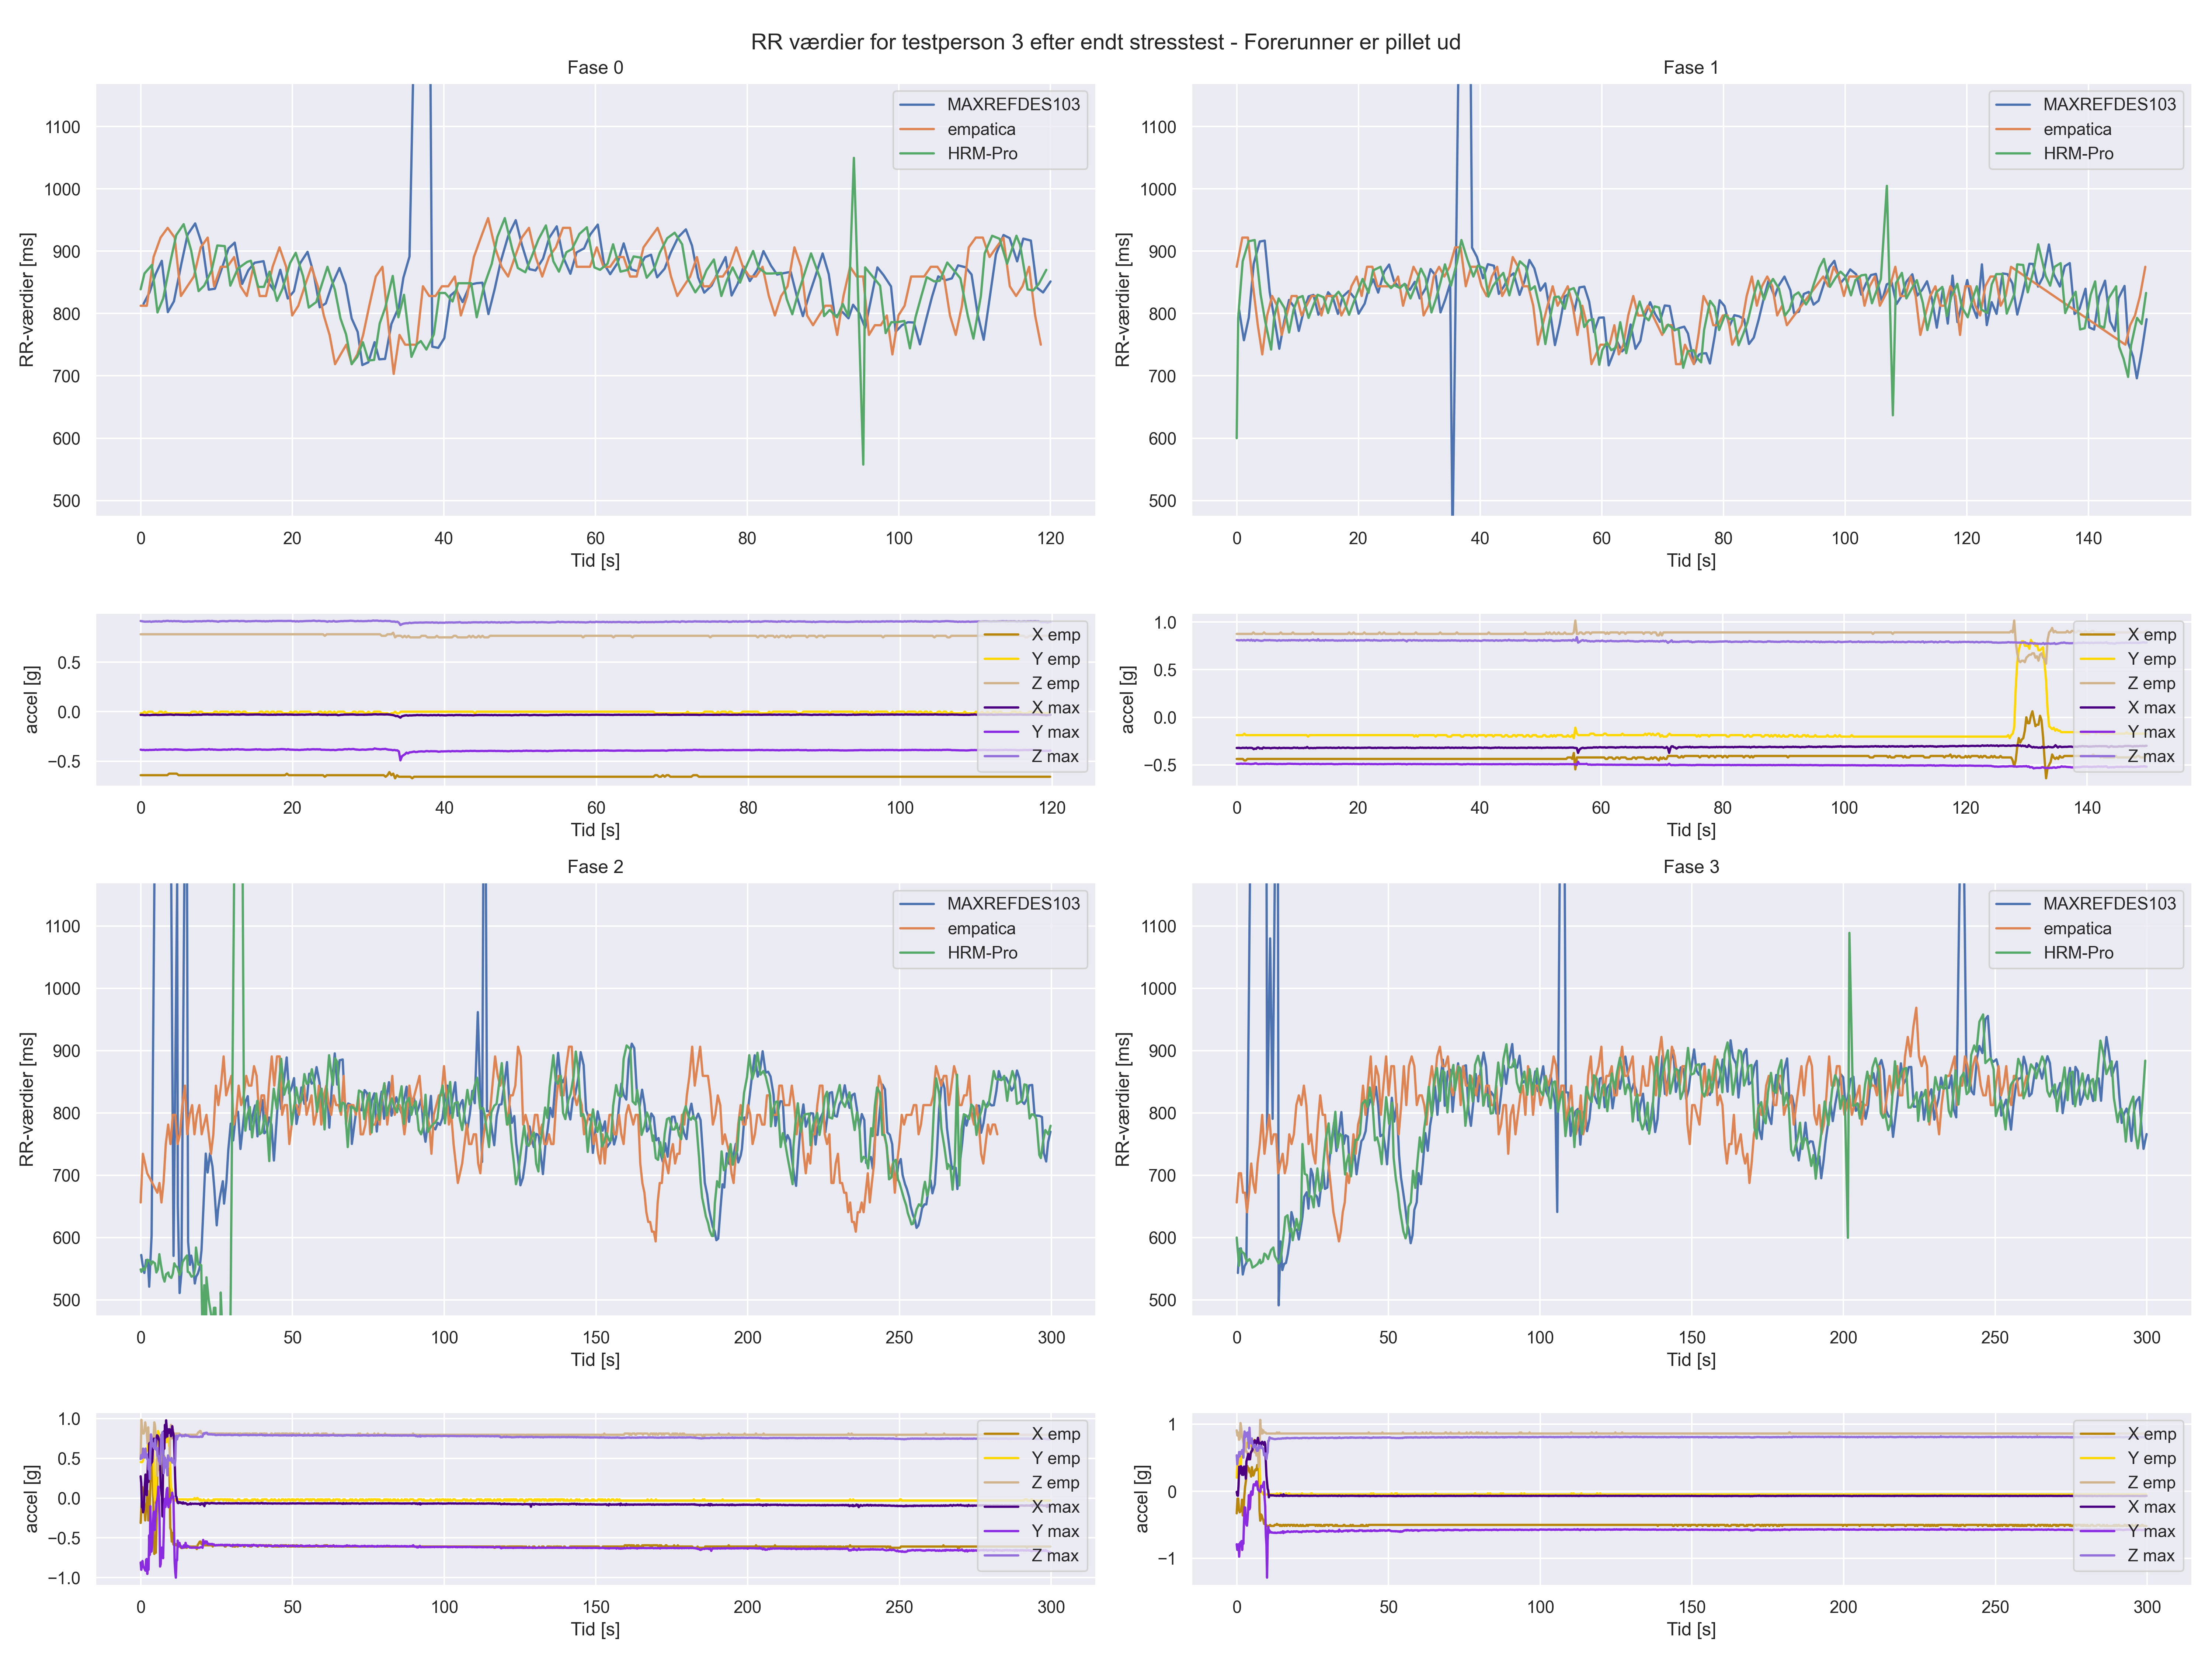 RR værdier for testperson 3 efter endt stresstest - Forerunner er pillet ud
Fase 0
RR-værdier [ms]
1100
1000
900
800
700
600
500
MAXREFDES103
empatica
HRM-Pro
0 20 40 60 80 100 120
Tid [s]
Fase 1
RR-værdier [ms]
1100
1000
900
800
700
600
500
MAXREFDES103
empatica
HRM-Pro
0 20 40 60 80 100 120 140
Tid [s]
accel [g]
0.5
0.0
−0.5
X emp
Y emp
Z emp
X max
Y max
Z max
0 20 40 60 80 100 120
Tid [s]
accel [g]
1.0
0.5
0.0
−0.5
X emp
Y emp
Z emp
X max
Y max
Z max
0 20 40 60 80 100 120 140
Tid [s]
Fase 2
RR-værdier [ms]
1100
1000
900
800
700
600
500
MAXREFDES103
empatica
HRM-Pro
0 50 100 150 200 250 300
Tid [s]
Fase 3
RR-værdier [ms]
1100
1000
900
800
700
600
500
MAXREFDES103
empatica
HRM-Pro
0 50 100 150 200 250 300
Tid [s]
accel [g]
1.0
0.5
0.0
−0.5
−1.0
X emp
Y emp
Z emp
X max
Y max
Z max
0 50 100 150 200 250 300
Tid [s]
accel [g]
1
0
−1
X emp
Y emp
Z emp
X max
Y max
Z max
0 50 100 150 200 250 300
Tid [s]